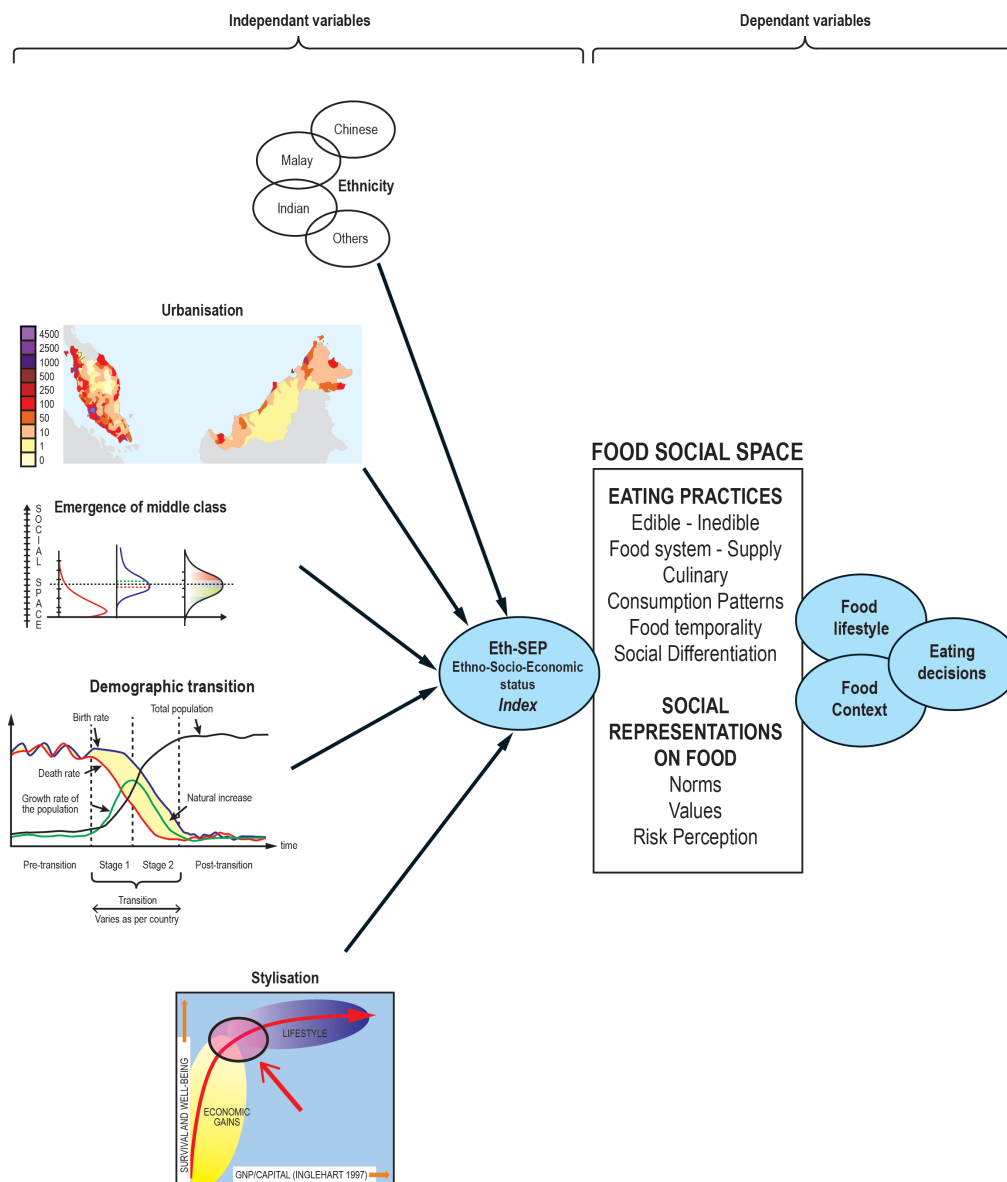 Independant variables
Dependant variables
Chinese
Malay
Ethnicity
Indian
Others
Urbanisation
4500
2500
1000
500
250
100
50
10
1
0
Emergence of middle class
SOCIAL SPACE
Demographic transition
Birth rate
Total population
Death rate
Growth rate of
the population
Natural increase
time
Pre-transition
Stage 1
Stage 2
Post-transition
Transition
Varies as per country
Stylisation
SURVIVAL AND WELL-BEING
LIFESTYLE
ECONOMIC
GAINS
GNP/CAPITAL (INGLEHART 1997)
Eth-SEP
Ethno-Socio-Economic
status
Index
FOOD SOCIAL SPACE
EATING PRACTICES
Edible - Inedible
Food system - Supply
Culinary
Consumption Patterns
Food temporality
Social Differentiation
SOCIAL
REPRESENTATIONS
ON FOOD
Norms
Values
Risk Perception
Food
lifestyle
Eating
decisions
Food
Context